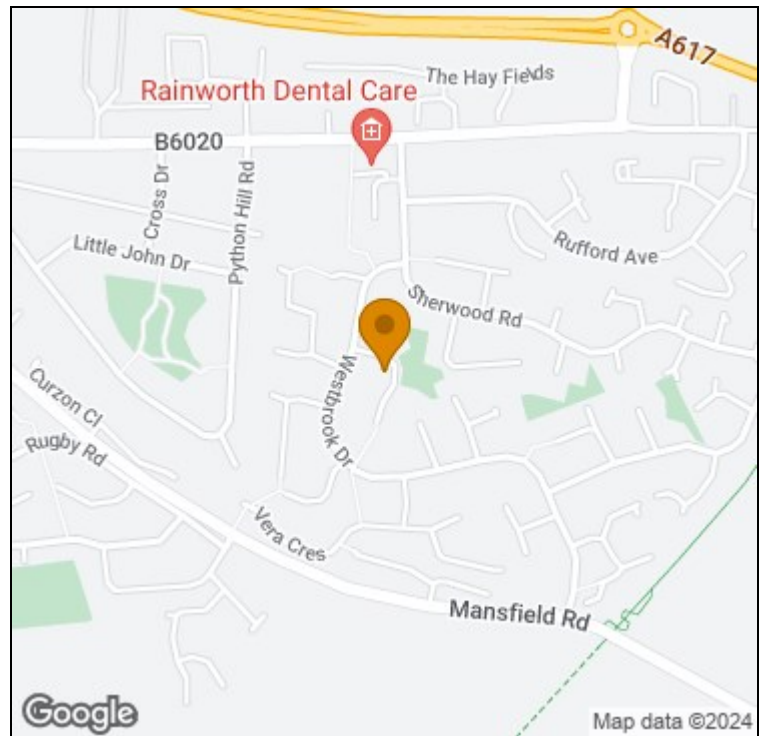 A617
The Hay Fields
Rainworth Dental Care
B6020
Cross Dr
Python Hill Rd
Little John Dr
Rufford Ave
Sherwood Rd
Westbrook Dr
Curzon Cl
Rugby Rd
Vera Cres
Mansfield Rd
Google
Map data ©2024